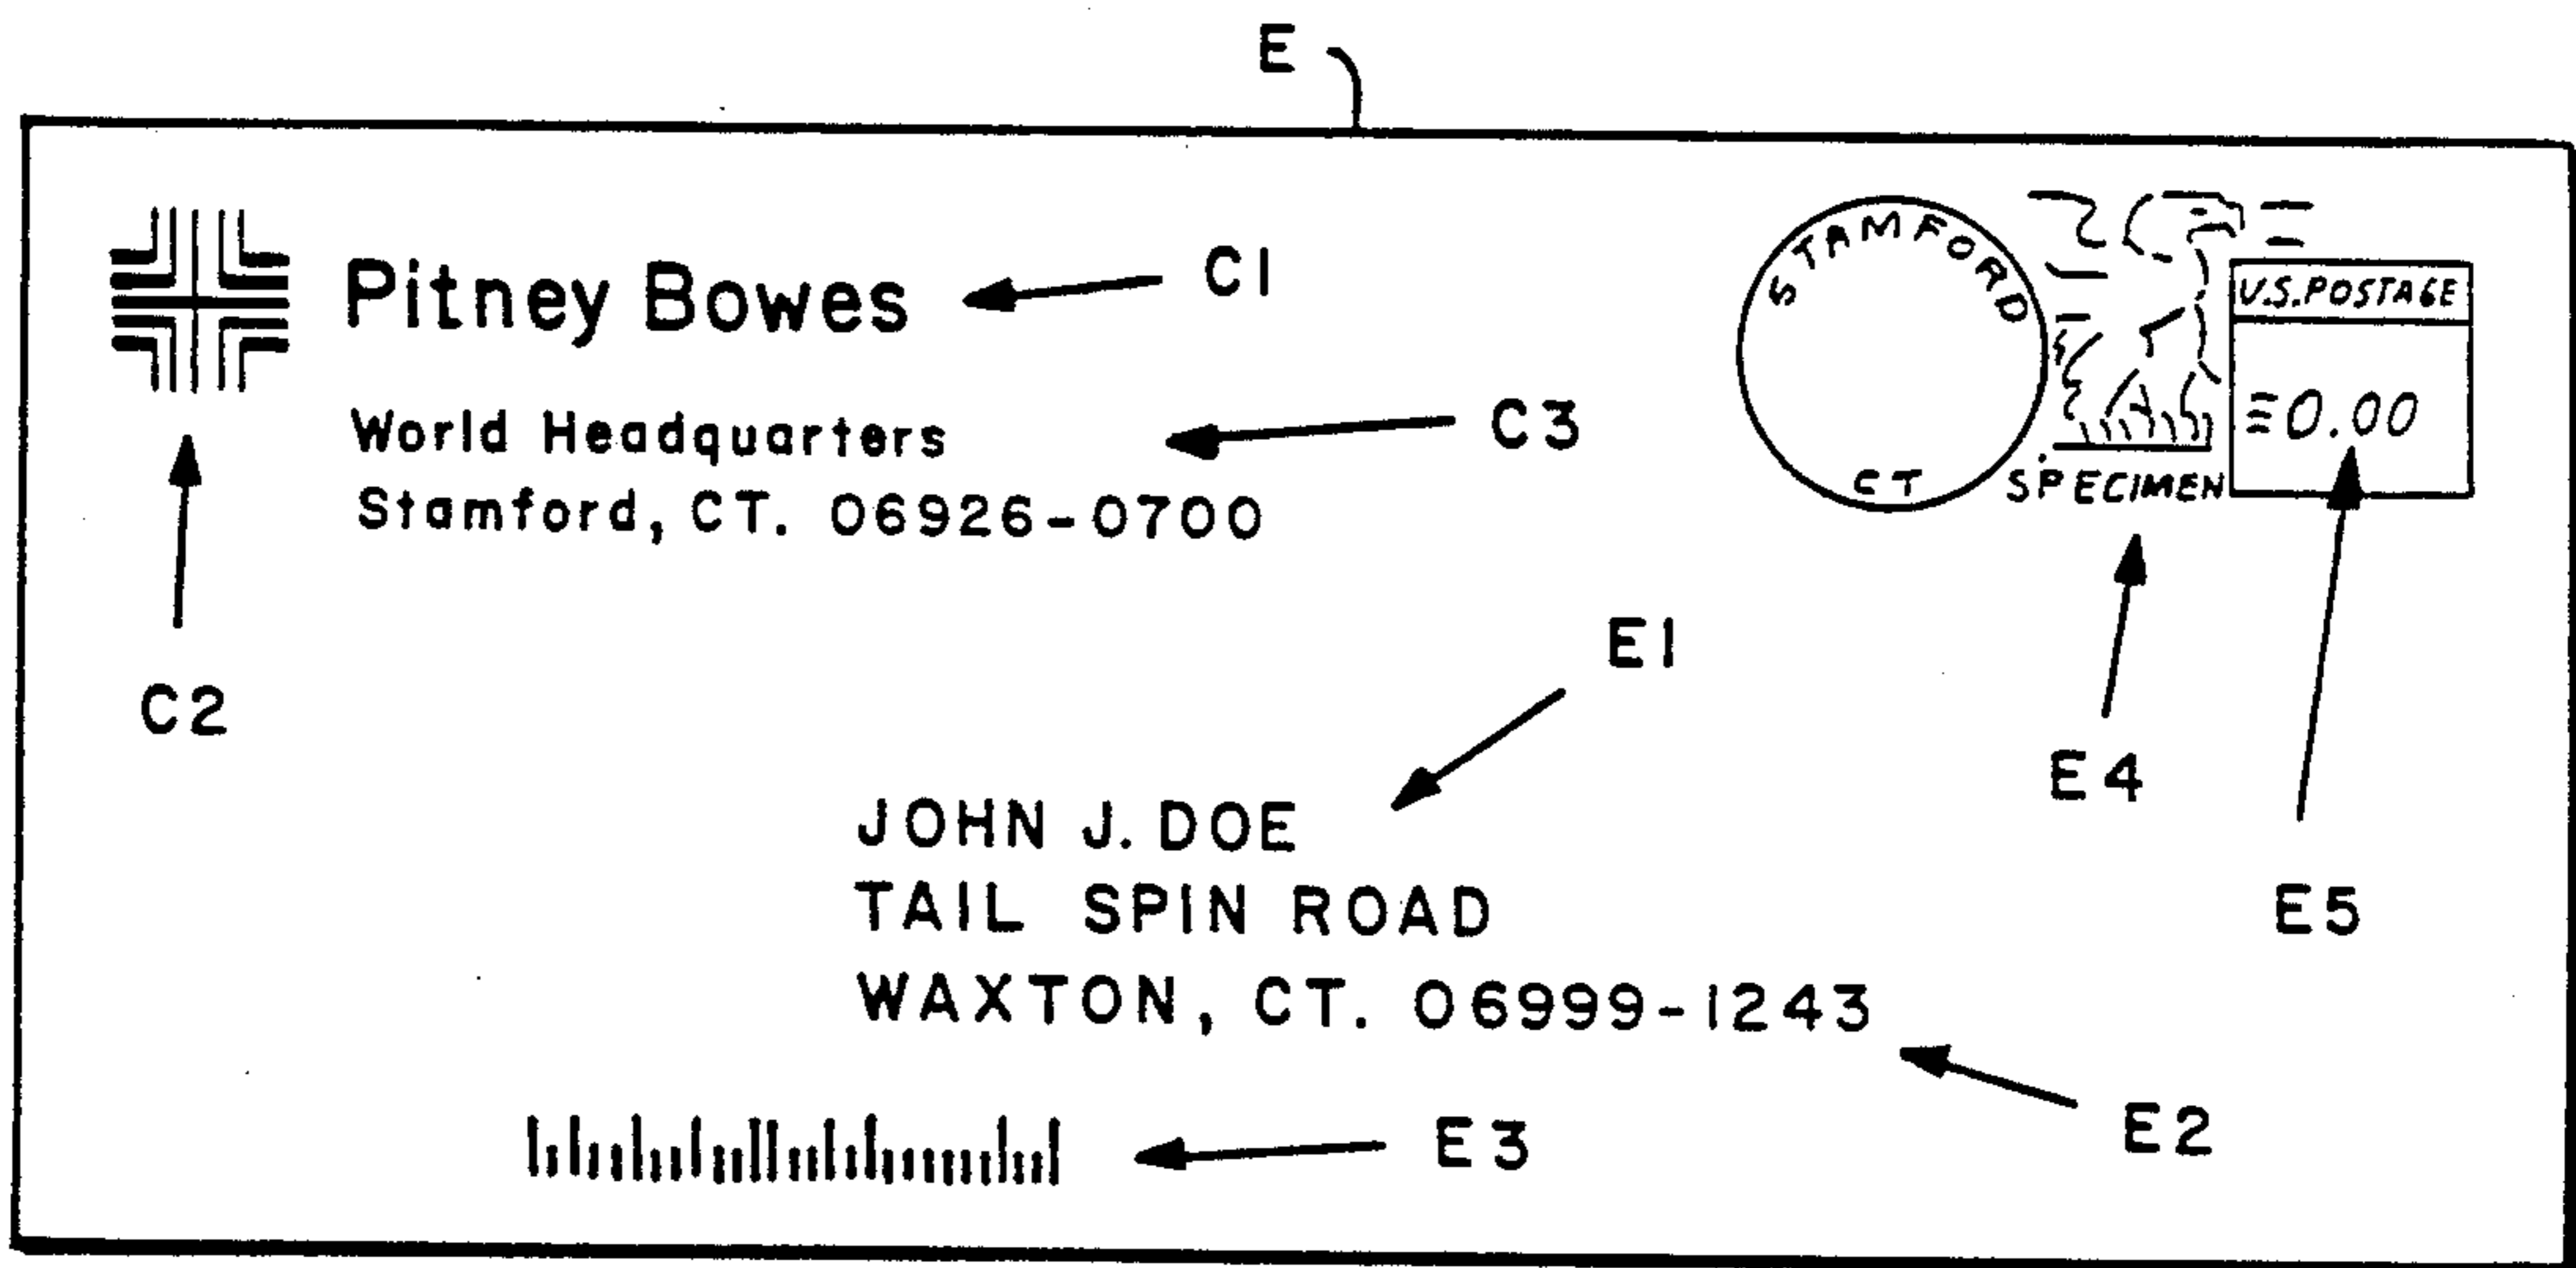 E
STAMFORD
CT
SPECIMEN
U.S. POSTAGE
0.00
Pitney Bowes
C1
World Headquarters
Stamford, CT. 06926-0700
C3
C2
E1
E4
E5
JOHN J. DOE
TAIL SPIN ROAD
WAXTON, CT. 06999-1243
E2
E3